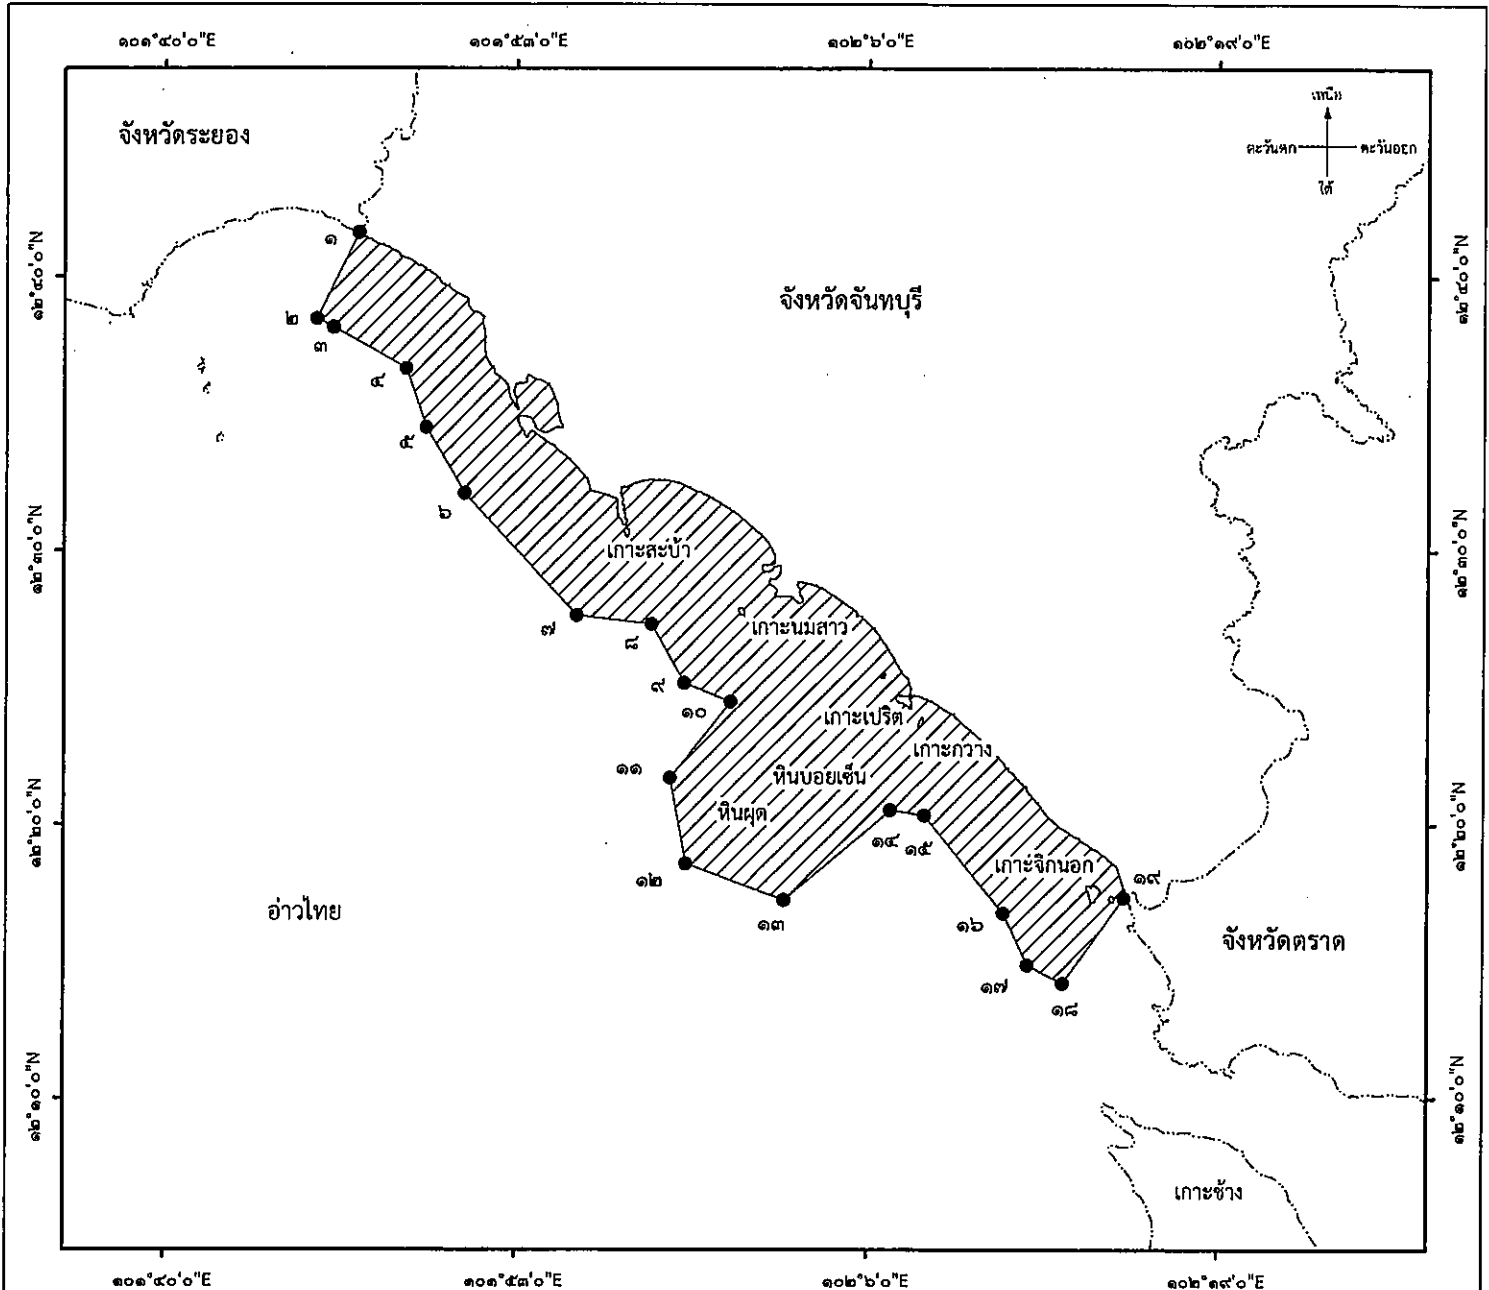 ๑๐๑°๔๐'๐"E
๑๐๑°๕๓'๐"E
๑๐๒°๖'๐"E
๑๐๒°๑๙'๐"E
เหนือ
ตะวันตก
ตะวันออก
ใต้
จังหวัดระยอง
๑
๑๒°๔๐'๐"N
๑๒°๔๐'๐"N
จังหวัดจันทบุรี
๒
๓
๔
๕
๖
๑๒°๓๐'๐"N
๑๒°๓๐'๐"N
เกาะสะบ้า
๗
๘
เกาะนมสาว
๙
๑๐
เกาะเปริด
เกาะกวาง
๑๑
หินบอยเซ็น
หินผุด
๑๒°๒๐'๐"N
๑๒°๒๐'๐"N
๑๔
๑๕
เกาะจิกนอก
๑๒
๑๙
๑๓
อ่าวไทย
๑๖
จังหวัดตราด
๑๗
๑๘
๑๒°๑๐'๐"N
๑๒°๑๐'๐"N
เกาะช้าง
๑๐๑°๔๐'๐"E
๑๐๑°๕๓'๐"E
๑๐๒°๖'๐"E
๑๐๒°๑๙'๐"E